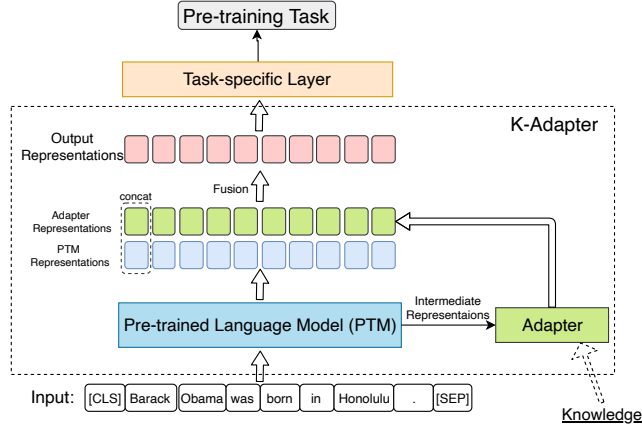 Pre-training Task
Task-specific Layer
K-Adapter
Output
Representations
Fusion
concat
Adapter
Representations
PTM
Representations
Intermediate
Representaions
Pre-trained Language Model (PTM)
Adapter
Input: [CLS] Barack Obama was born in Honolulu . [SEP]
Knowledge